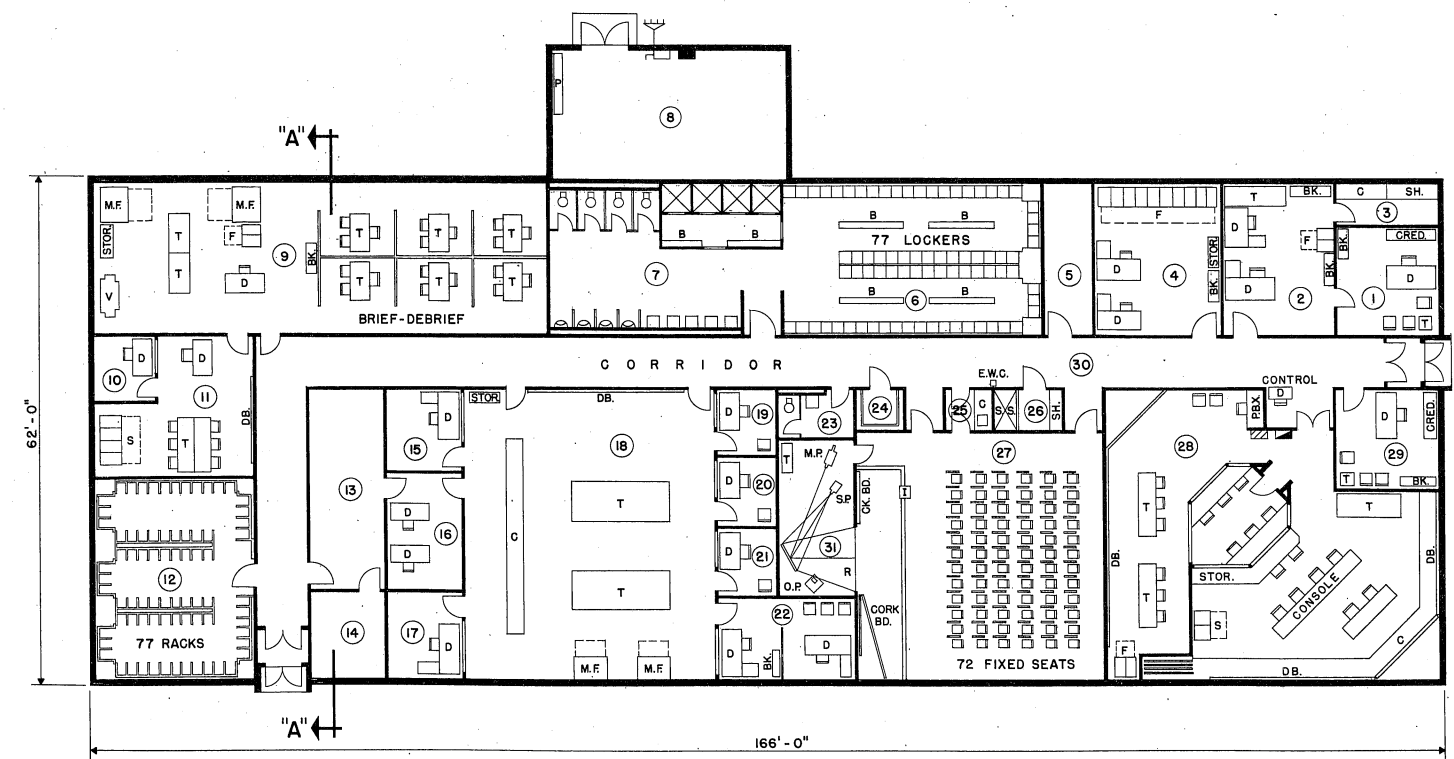 P
8
"A"
M.F.
M.F.
STOR.
T
T
F
9
BK.
D
V
T
T
T
T
T
T
BRIEF-DEBRIEF
B
B
7
B
B
77 LOCKERS
B
B
6
5
F
D
STOR.
4
BK.
D
T
BK.
D
F
BK.
D
2
C
SH.
3
BK.
CRED.
D
1
T
62'-0"
CORRIDOR
30
E.W.C.
CONTROL
D
10
D
D
11
S
T
DB.
12
77 RACKS
13
14
D
15
D
16
D
17
D
STOR.
DB.
18
C
T
T
M.F.
M.F.
D
19
D
20
D
21
22
D
BK.
D
23
24
25
C
S.
S.
26
SH.
T
M.P.
S.P.
31
R
O.P.
CK. BD.
I
CORK
BD.
27
72 FIXED SEATS
28
P.B.X.
T
T
DB.
F
STOR.
S
CONSOLE
T
DB.
C
DB.
D
CRED.
29
T
BK.
"A"
166'-0"